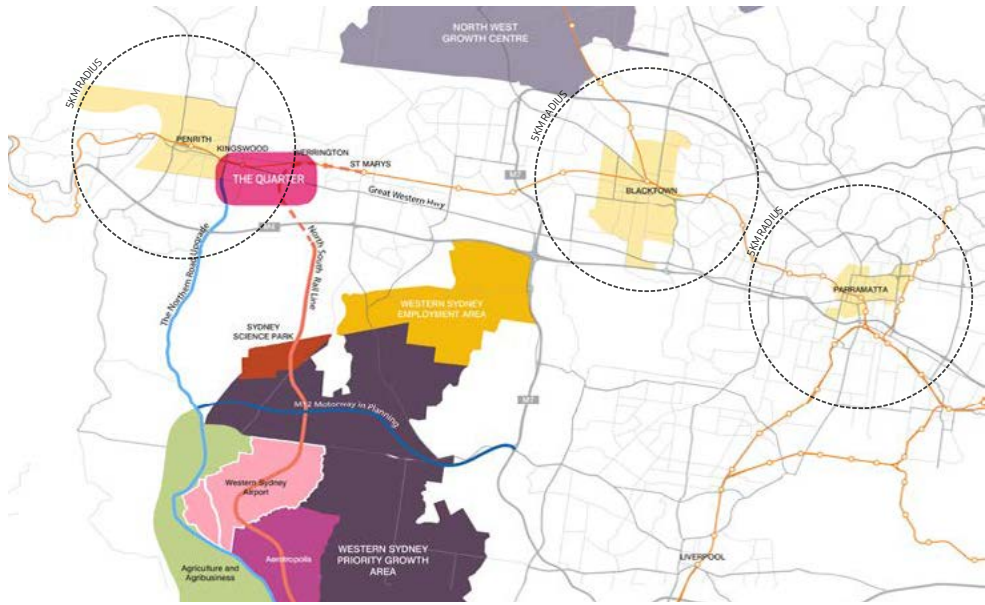 NORTH WEST
GROWTH CENTRE
5KM RADIUS
5KM RADIUS
PENRITH
KINGSWOOD
WERRINGTON
ST MARYS
M7
THE QUARTER
Great Western Hwy
BLACKTOWN
5KM RADIUS
M4
The Northern Road Upgrade
North South Rail Line
PARRAMATTA
WESTERN SYDNEY
EMPLOYMENT AREA
SYDNEY
SCIENCE PARK
M12 Motorway in Planning
M7
Western Sydney
Airport
WESTERN SYDNEY
PRIORITY GROWTH
AREA
Aerotropolis
LIVERPOOL
Agriculture and
Agribusiness